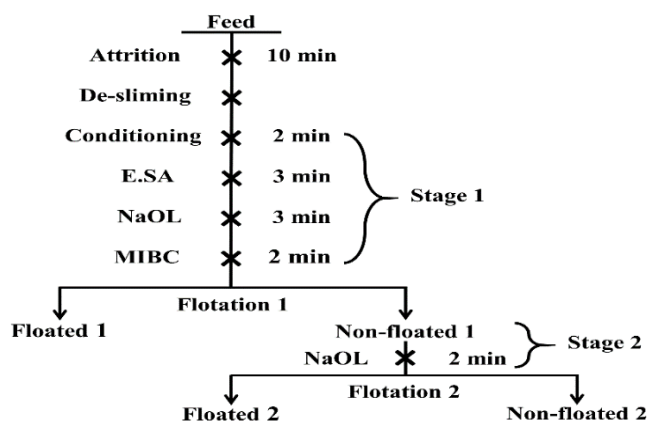 Feed
Attrition 10 min
De-sliming
Conditioning 2 min
E.SA 3 min
Stage 1
NaOL 3 min
MIBC 2 min
Flotation 1
Floated 1
Non-floated 1
Stage 2
NaOL 2 min
Flotation 2
Floated 2
Non-floated 2